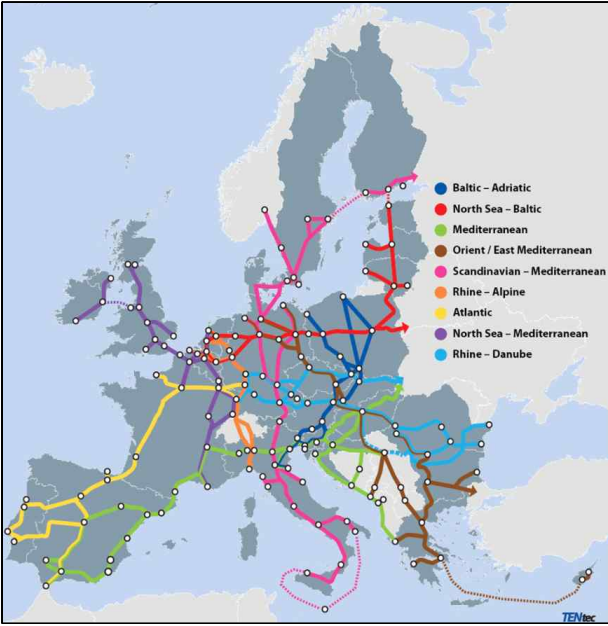 Baltic – Adriatic
North Sea – Baltic
Mediterranean
Orient / East Mediterranean
Scandinavian – Mediterranean
Rhine – Alpine
Atlantic
North Sea – Mediterranean
Rhine – Danube
TENtec